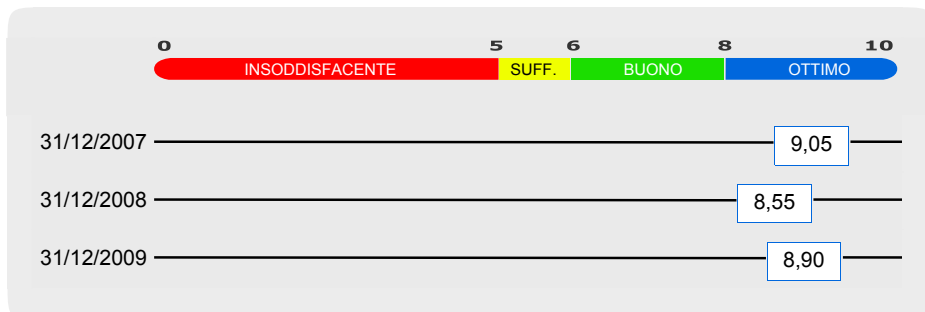 0 5 6 8 10
INSODDISFACENTE SUFF. BUONO OTTIMO
31/12/2007 9,05
31/12/2008 8,55
31/12/2009 8,90